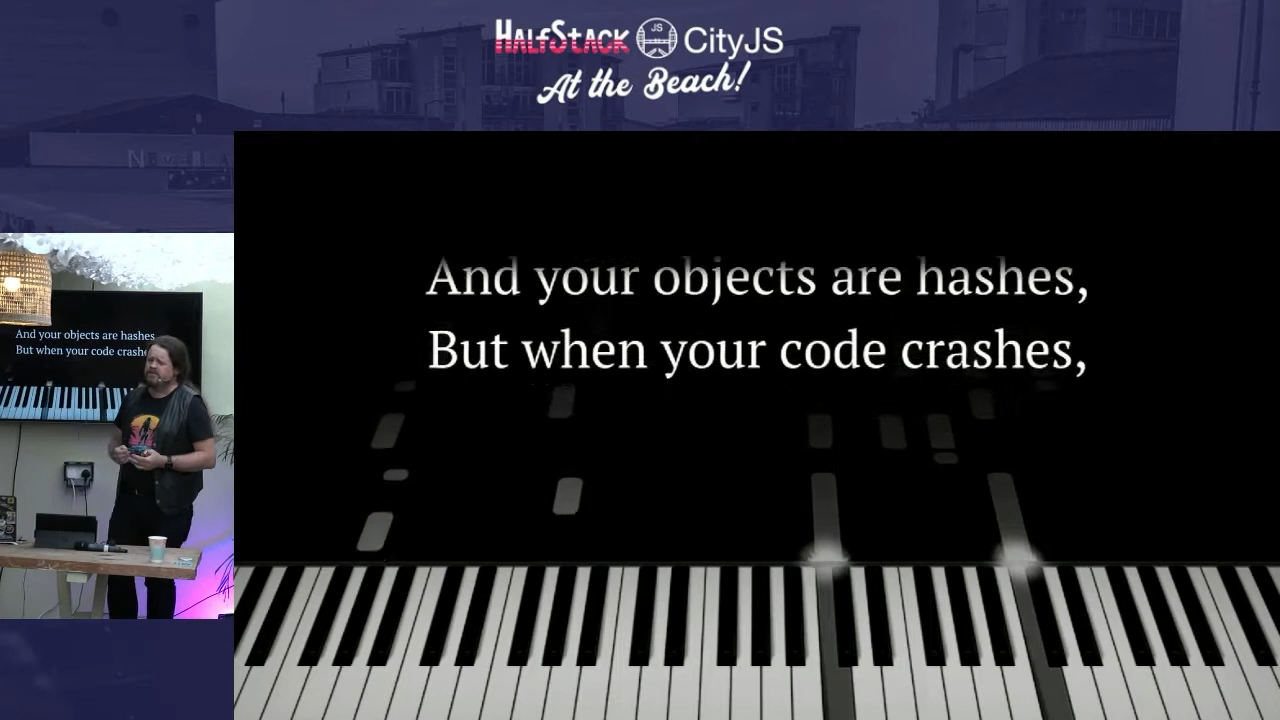 HALFSTACK JS CityJS
At the Beach!
And your objects are hashes,
But when your code crashes,
And your objects are hashes,
But when your code crashe